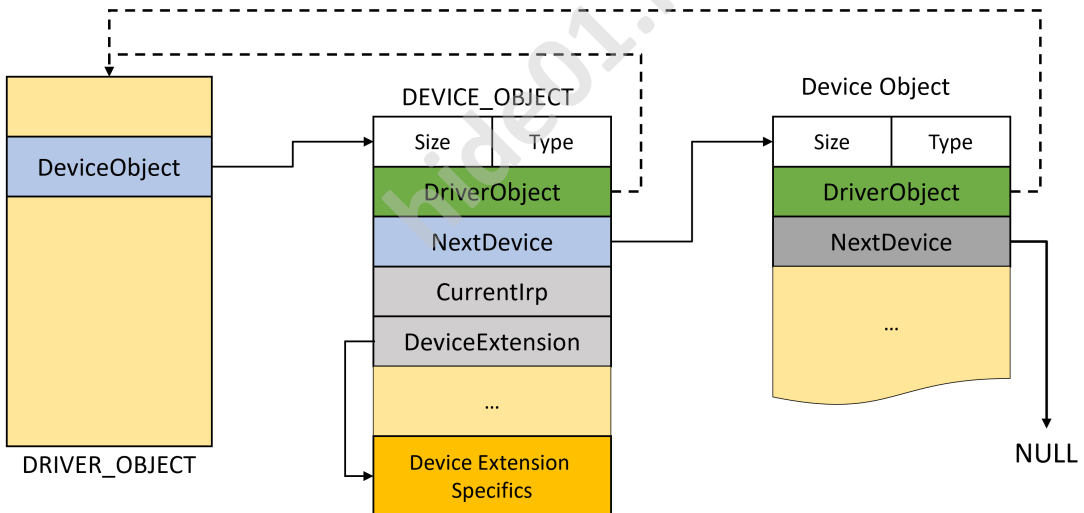 DeviceObject
DRIVER_OBJECT
DEVICE_OBJECT
Size Type
DriverObject
NextDevice
CurrentIrp
DeviceExtension
...
Device Extension
Specifics
Device Object
Size Type
DriverObject
NextDevice
...
NULL
hide01.